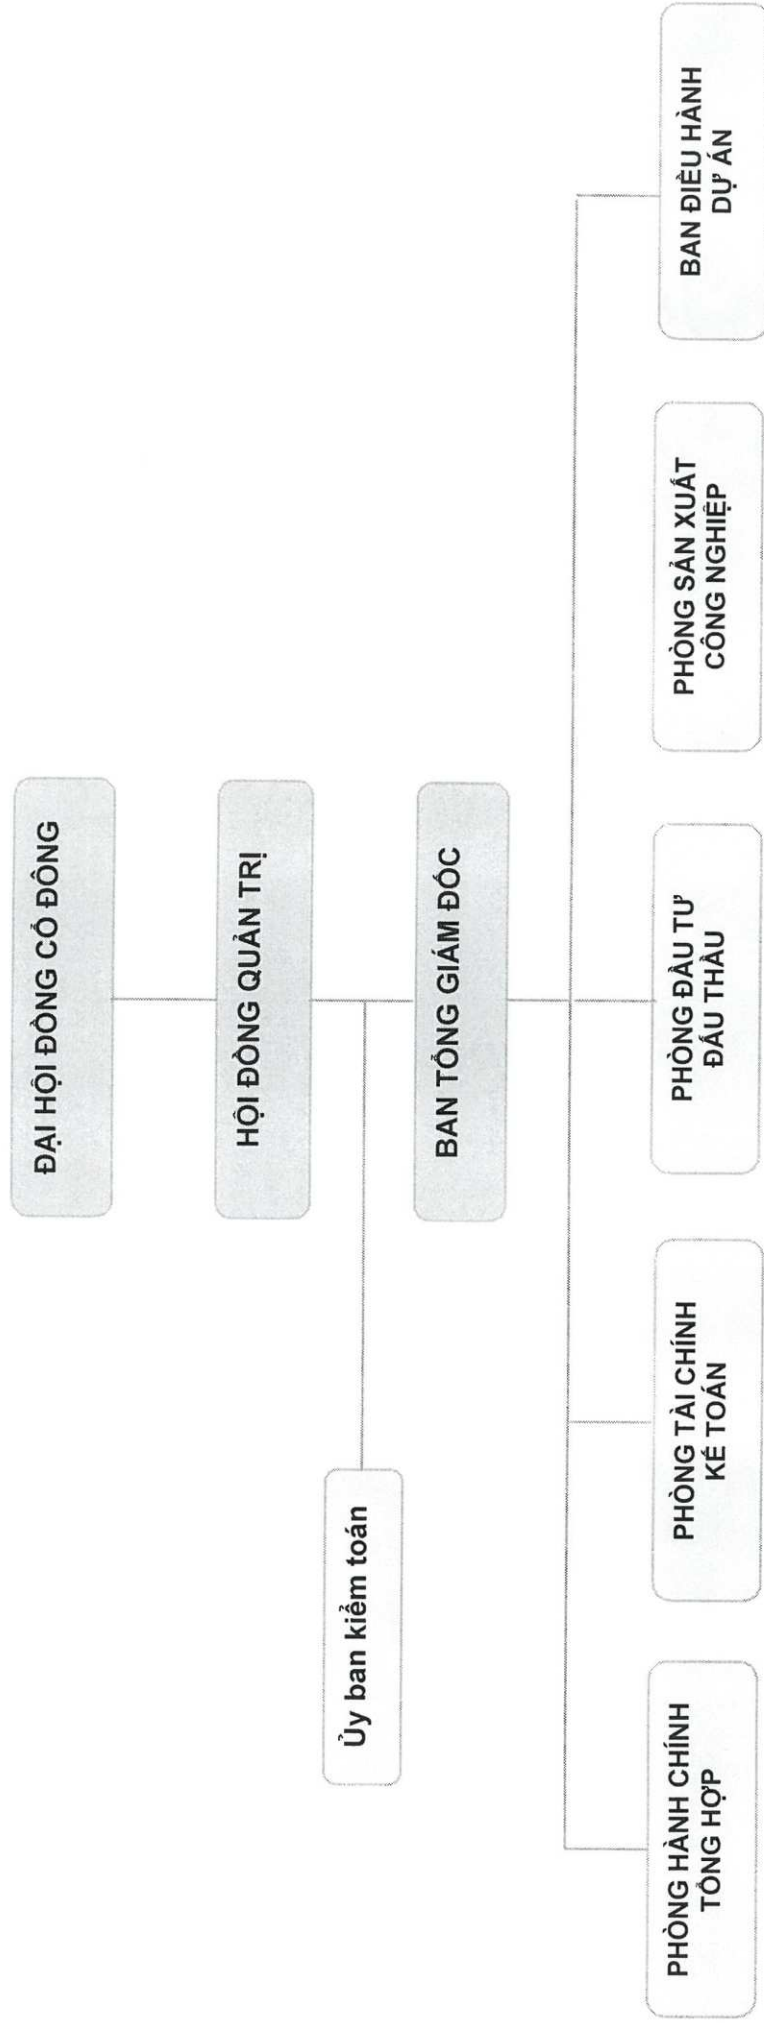 ĐẠI HỘI ĐỒNG CỔ ĐÔNG
HỘI ĐỒNG QUẢN TRỊ
Ủy ban kiểm toán
BAN TỔNG GIÁM ĐỐC
PHÒNG HÀNH CHÍNH
TỔNG HỢP
PHÒNG TÀI CHÍNH
KẾ TOÁN
PHÒNG ĐẦU TƯ
ĐẤU THẦU
PHÒNG SẢN XUẤT
CÔNG NGHIỆP
BAN ĐIỀU HÀNH
DỰ ÁN